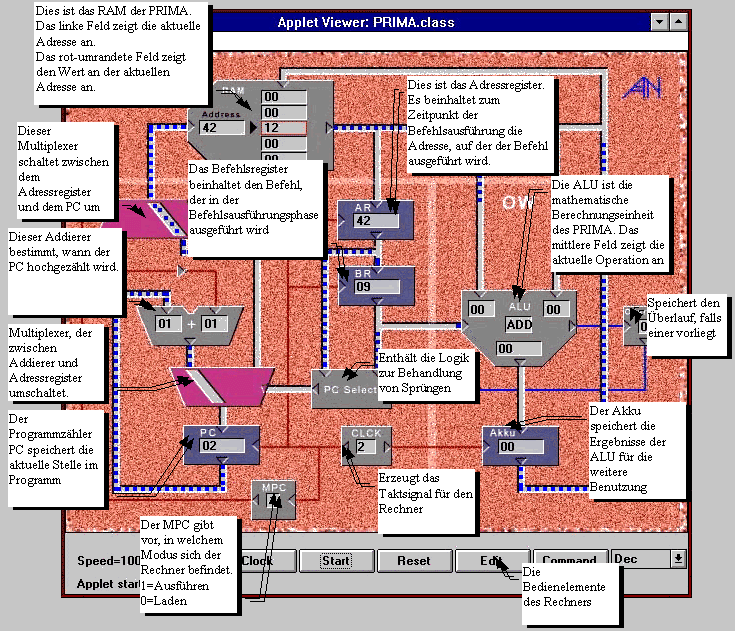 Applet Viewer: PRIMA.class
Dies ist das RAM der PRIMA.
Das linke Feld zeigt die aktuelle
Adresse an.
Das rot-umrandete Feld zeigt
den Wert an der aktuellen
Adresse an.
RAM
Address
42
00
00
12
00
00
Dies ist das Adressregister.
Es beinhaltet zum
Zeitpunkt der
Befehlsausführung die
Adresse, auf der der Befehl
ausgeführt wird.
Dieser
Multiplexer
schaltet zwischen
dem
Adressregister
und dem PC um
Das Befehlsregister
beinhaltet den Befehl,
der in der
Befehlsausführungsphase
ausgeführt wird
Die ALU ist die
mathematische
Berechnungseinheit
des PRIMA. Das
mittlere Feld zeigt die
aktuelle Operation an
AR
42
Dieser Addierer
bestimmt, wann der
PC hochgezählt wird.
BR
09
01 + 01
00 ALU 00
ADD
00
Speichert den
Überlauf, falls
einer vorliegt
Multiplexer, der
zwischen
Addierer und
Adressregister
umschaltet.
PC Select
Enthält die Logik
zur Behandlung
von Sprüngen
Der
Programmzähler
PC speichert die
aktuelle Stelle im
Programm
PC
02
CLCK
2
Akku
00
Der Akku
speichert die
Ergebnisse der
ALU für die
weitere
Benutzung
Erzeugt das
Taktsignal für den
Rechner
MPC
Der MPC gibt
vor, in welchem
Modus sich der
Rechner befindet.
1=Ausführen
0=Laden
Speed=100
Clock
Start
Reset
Edit
Command
Dec
Applet start
Die
Bedienelemente
des Rechners